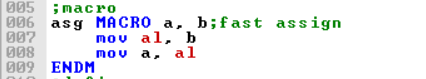 005 ;macro
006 asg MACRO a, b;fast assign
007 mov al, b
008 mov a, al
009 ENDM